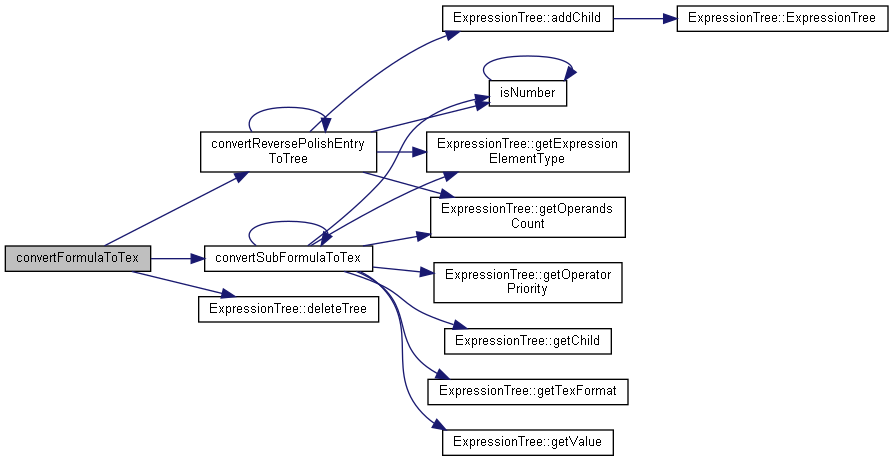 ExpressionTree::addChild
ExpressionTree::ExpressionTree
isNumber
convertReversePolishEntry
ToTree
ExpressionTree::getExpression
ElementType
ExpressionTree::getOperands
Count
convertFormulaToTex
convertSubFormulaToTex
ExpressionTree::getOperator
Priority
ExpressionTree::deleteTree
ExpressionTree::getChild
ExpressionTree::getTexFormat
ExpressionTree::getValue